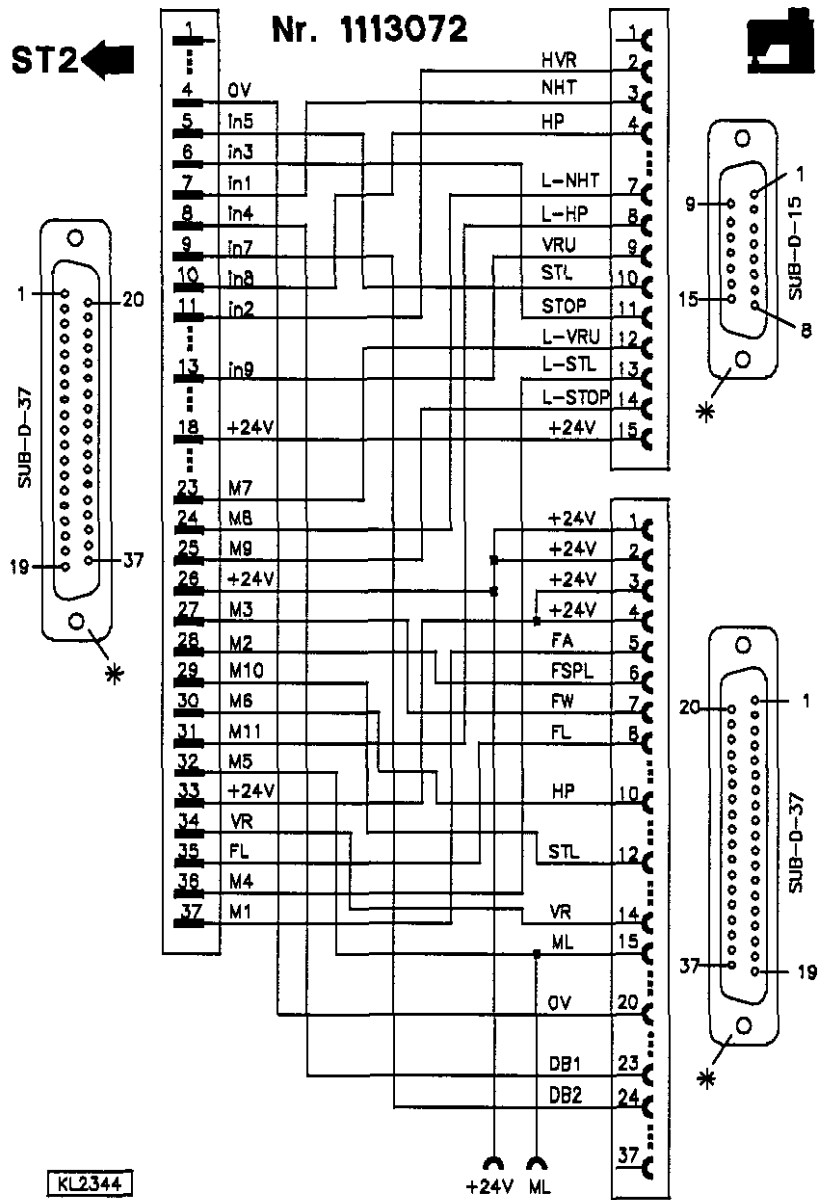 Nr. 1113072
ST2
1
4 0V
5 in5
6 in3
7 in1
8 in4
9 in7
10 in8
11 in2
13 in9
18 +24V
23 M7
24 M8
25 M9
26 +24V
27 M3
28 M2
29 M10
30 M6
31 M11
32 M5
33 +24V
34 VR
35 FL
36 M4
37 M1
1
HVR 2
NHT 3
HP 4
L-NHT 7
L-HP 8
VRU 9
STL 10
STOP 11
L-VRU 12
L-STL 13
L-STOP 14
+24V 15
+24V 1
+24V 2
+24V 3
+24V 4
FA 5
FSPL 6
FW 7
FL 8
HP 10
STL 12
VR 14
ML 15
0V 20
DB1 23
DB2 24
37
+24V ML
1 20
SUB-D-37
19 37
*
1
9
SUB-D-15
15
8
*
20 1
SUB-D-37
37 19
*
KL2344